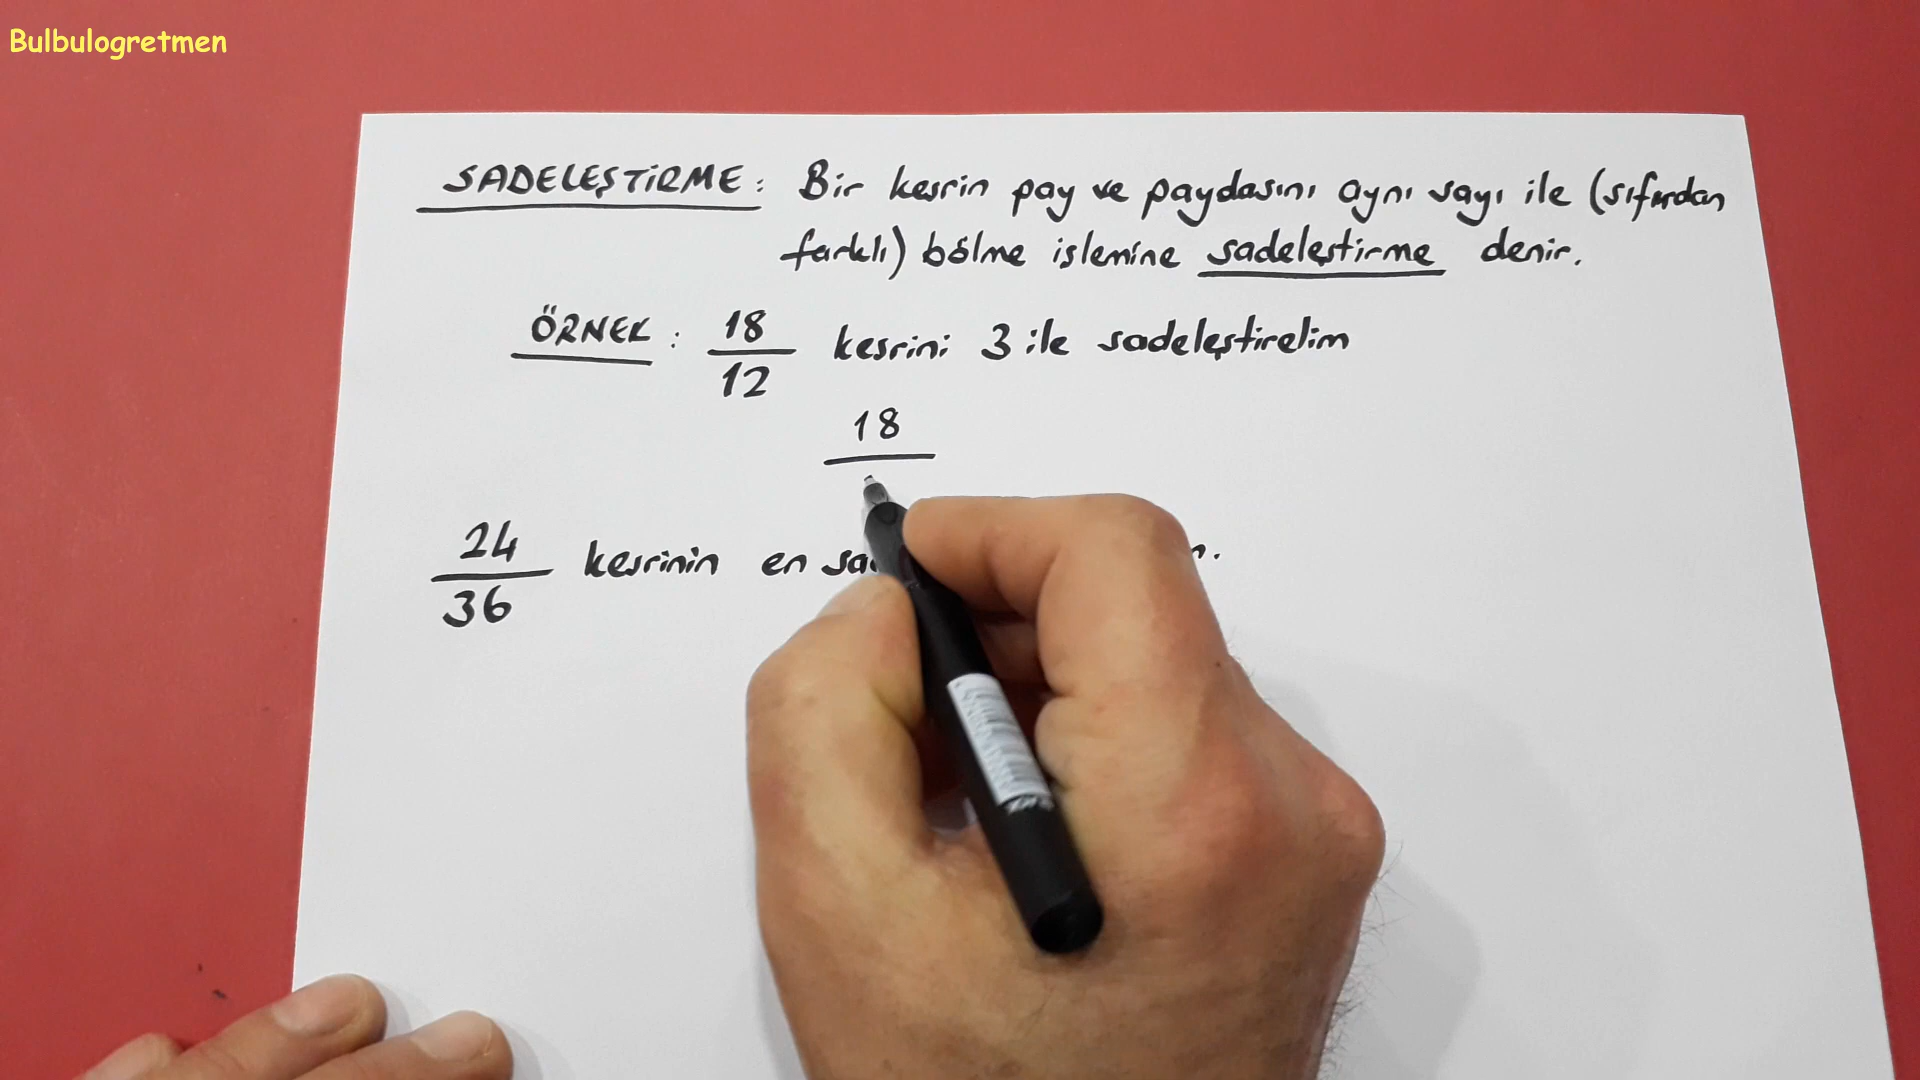 Bulbulogretmen
SADELEŞTİRME: Bir kesrin pay ve paydasını aynı sayı ile (sıfırdan
farklı) bölme işlemine sadeleştirme denir.
ÖRNEK: 18/12 kesrini 3 ile sadeleştirelim
18
24/36 kesrinin en